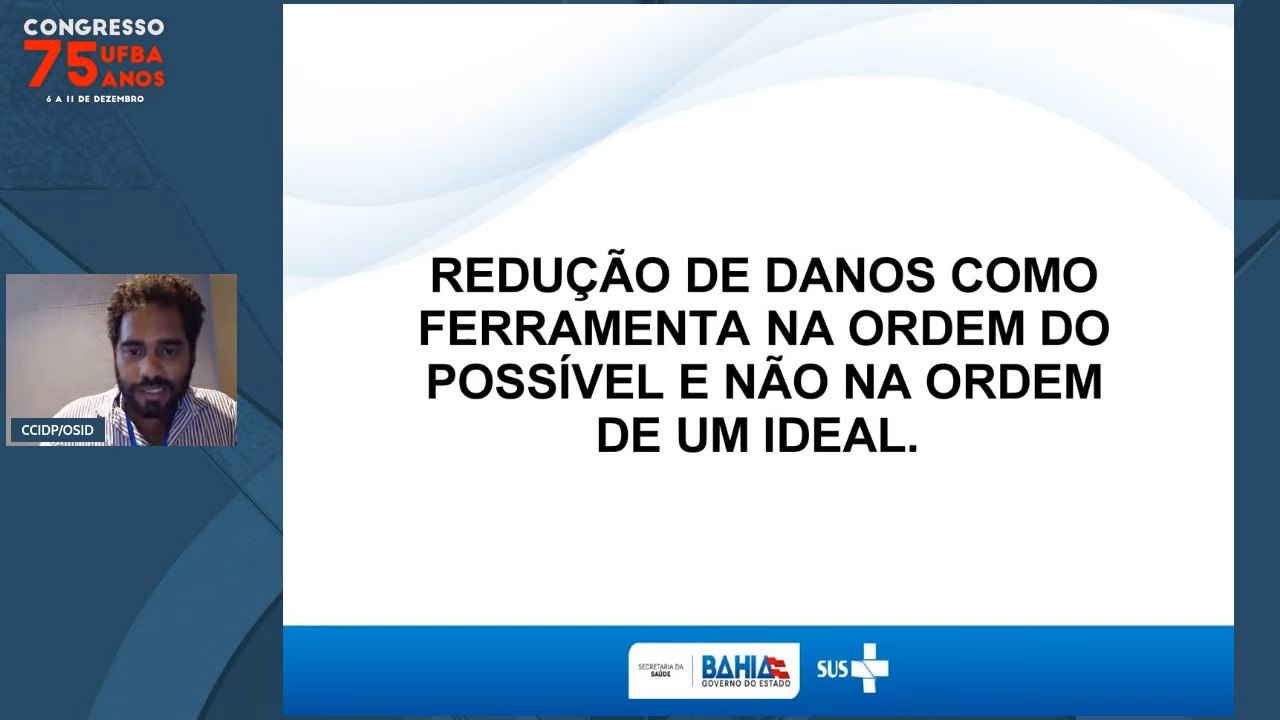 CONGRESSO
75 UFBA
ANOS
6 A 11 DE DEZEMBRO
REDUÇÃO DE DANOS COMO
FERRAMENTA NA ORDEM DO
POSSÍVEL E NÃO NA ORDEM
DE UM IDEAL.
CCIDP/OSID
SECRETARIA DA
SAÚDE
BAHIA
GOVERNO DO ESTADO
SUS